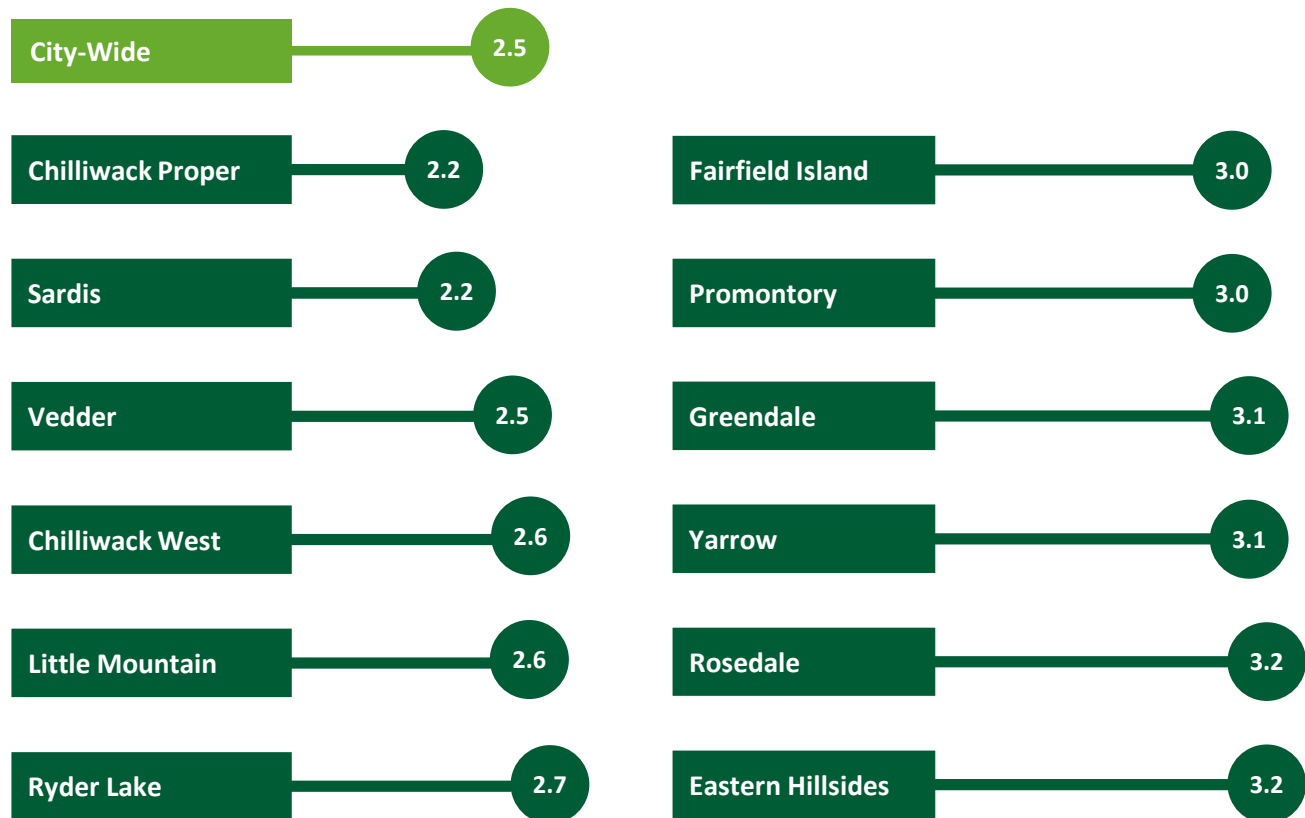 City-Wide 2.5
Chilliwack Proper 2.2
Sardis 2.2
Vedder 2.5
Chilliwack West 2.6
Little Mountain 2.6
Ryder Lake 2.7
Fairfield Island 3.0
Promontory 3.0
Greendale 3.1
Yarrow 3.1
Rosedale 3.2
Eastern Hillsides 3.2